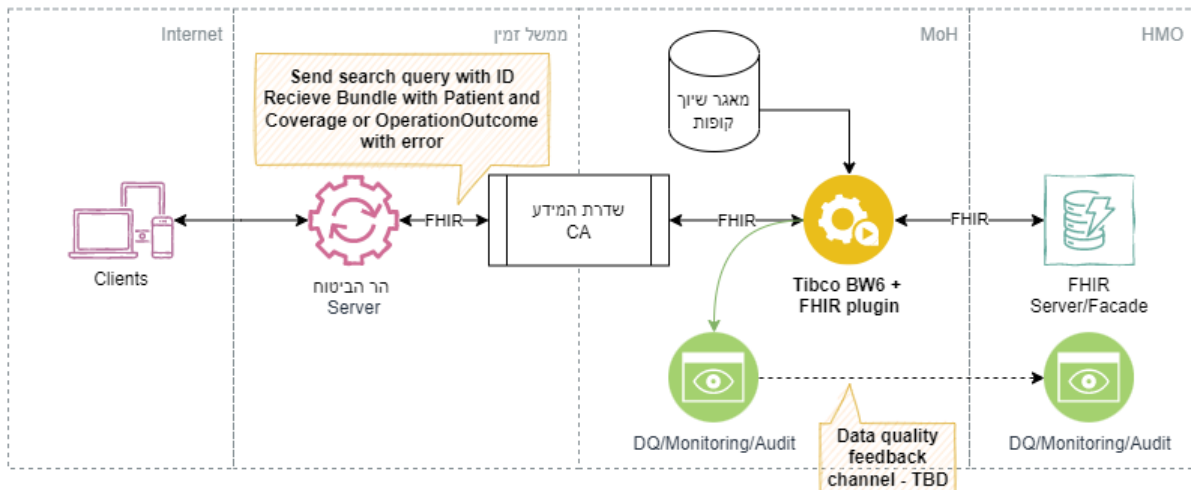 Internet
ממשל זמין
MoH
HMO
Send search query with ID
Recieve Bundle with Patient and
Coverage or OperationOutcome
with error
מאגר שיוך
קופות
שדרת המידע
CA
FHIR
FHIR
FHIR
Clients
הר הביטוח
Server
Tibco BW6 +
FHIR plugin
FHIR
Server/Facade
DQ/Monitoring/Audit
DQ/Monitoring/Audit
Data quality
feedback
channel - TBD